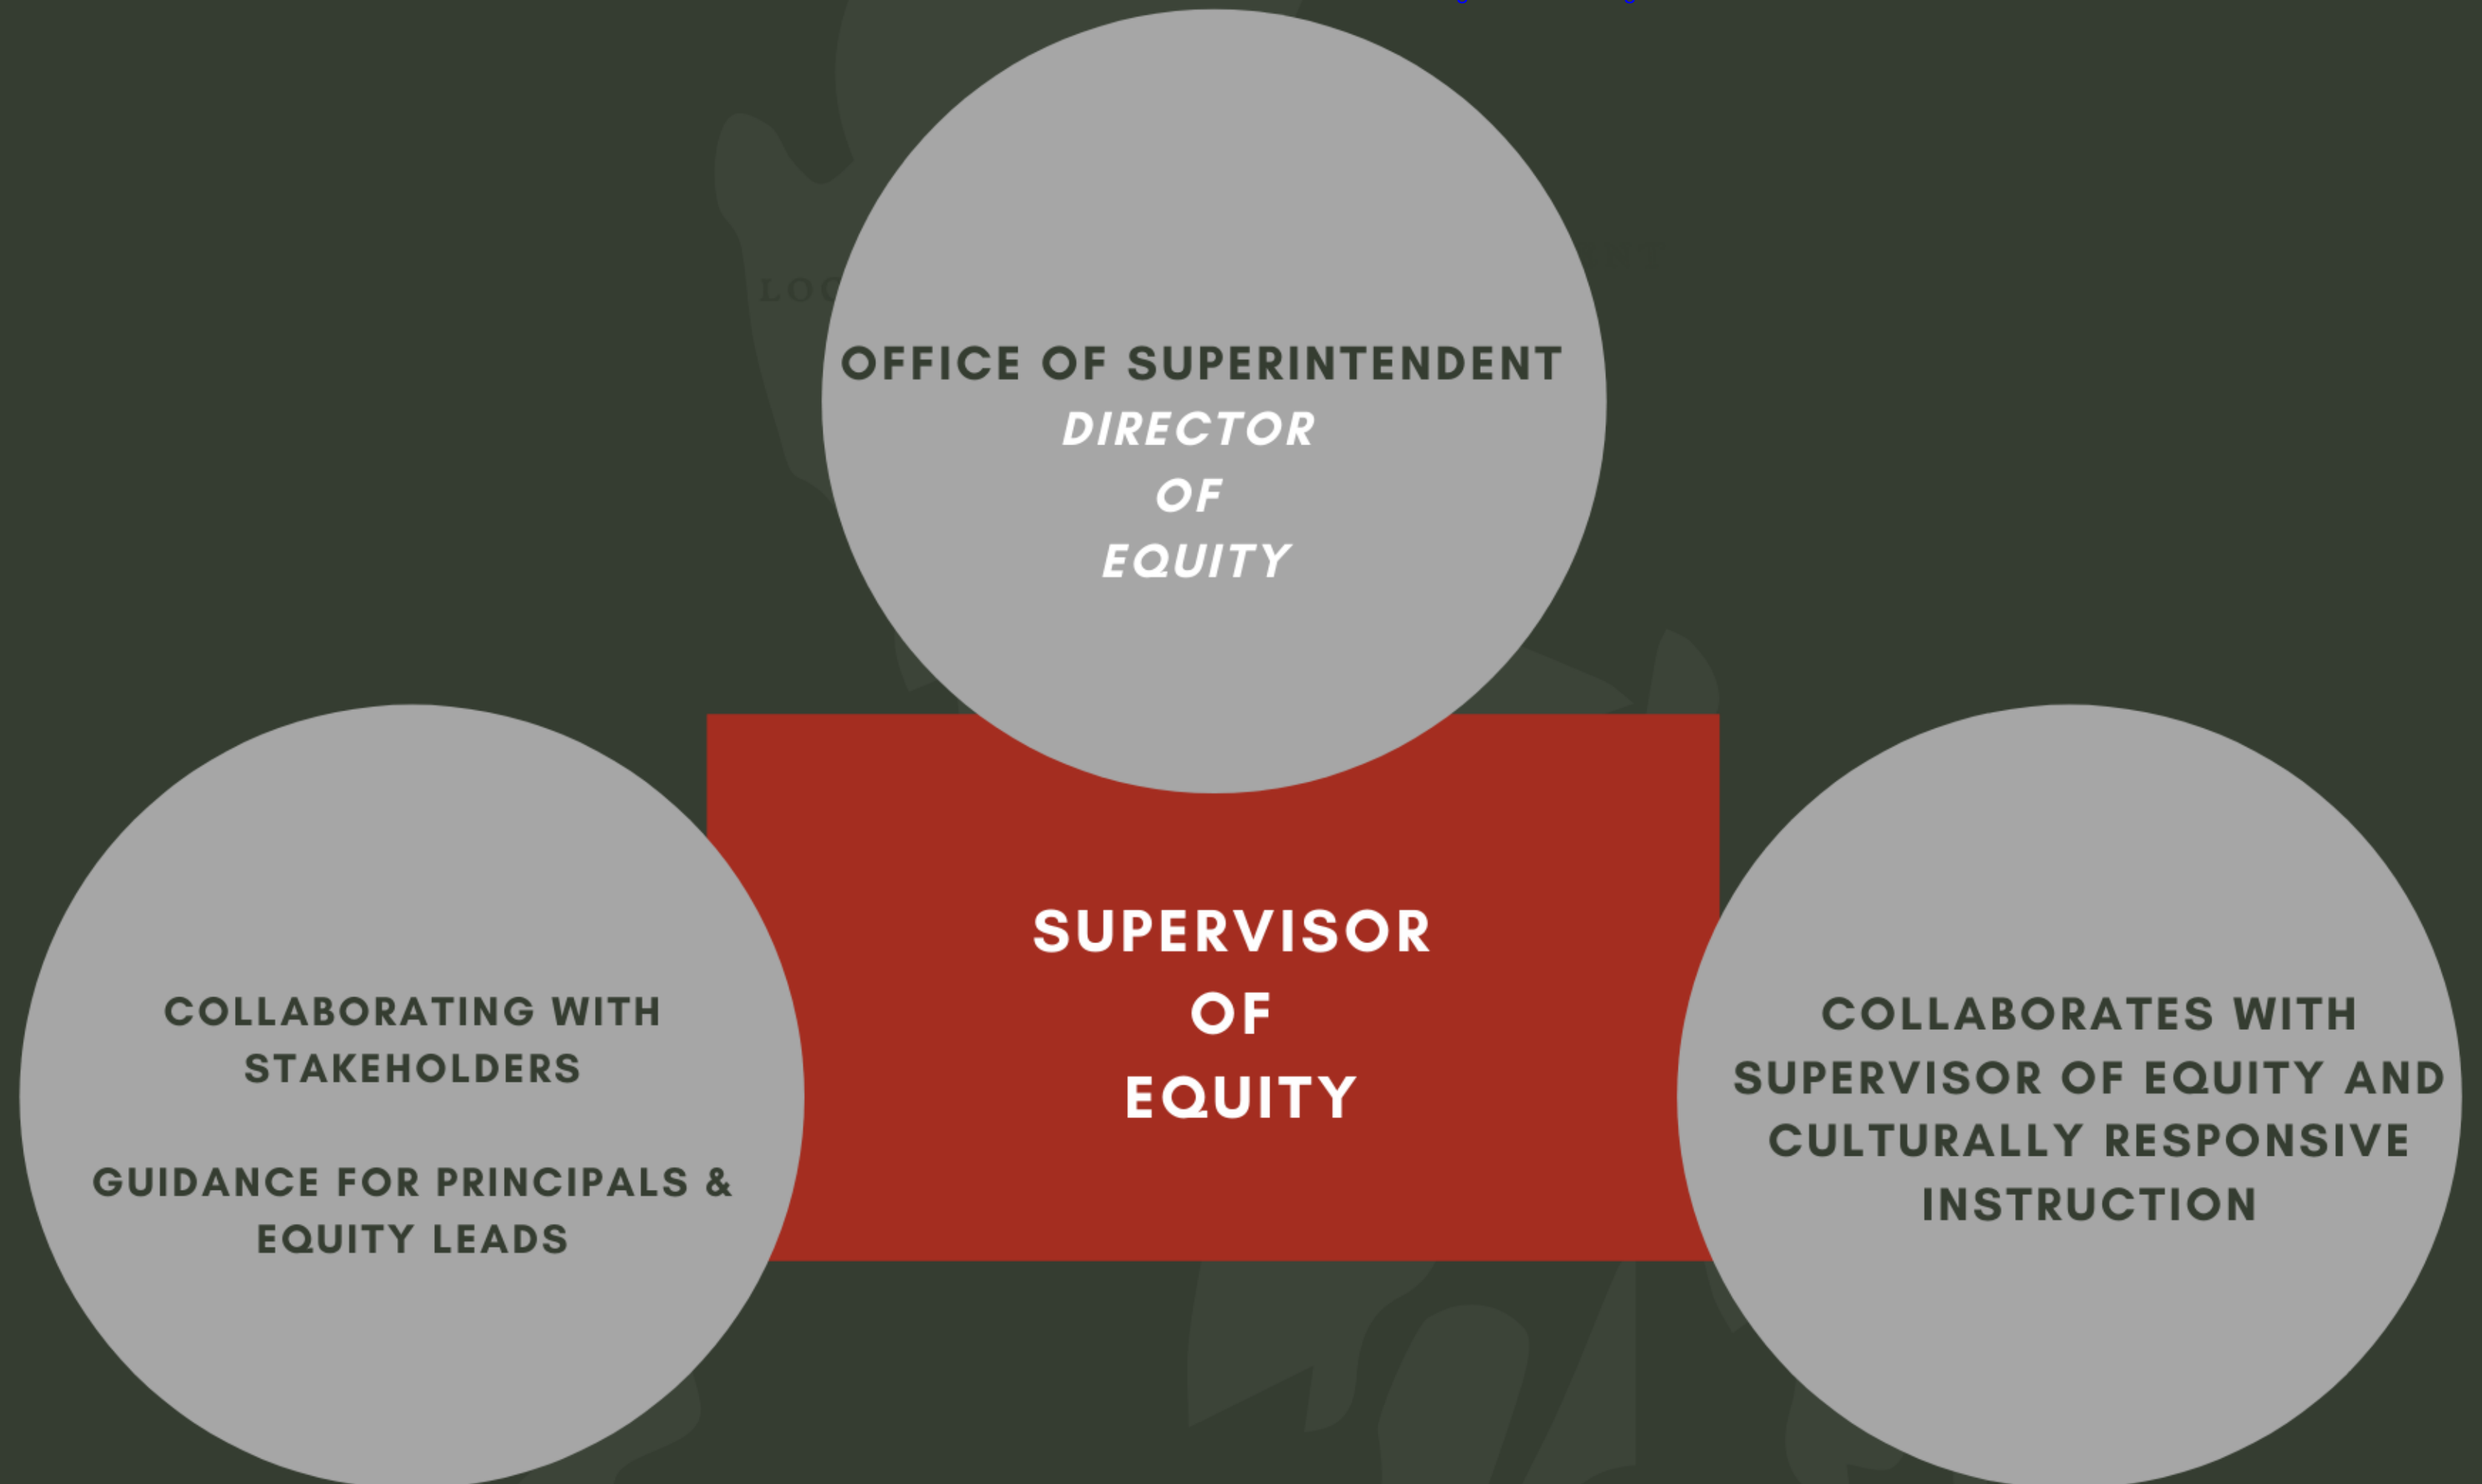 OFFICE OF SUPERINTENDENT
DIRECTOR
OF
EQUITY
SUPERVISOR
OF
EQUITY
COLLABORATING WITH
STAKEHOLDERS
GUIDANCE FOR PRINCIPALS &
EQUITY LEADS
COLLABORATES WITH
SUPERVISOR OF EQUITY AND
CULTURALLY RESPONSIVE
INSTRUCTION